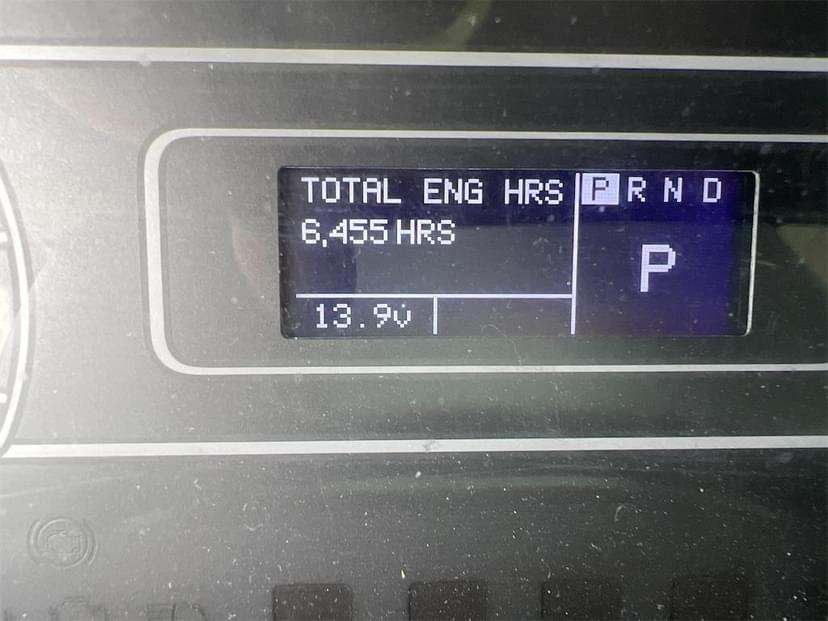 TOTAL ENG HRS
6,455 HRS
13.9v
P R N D
P